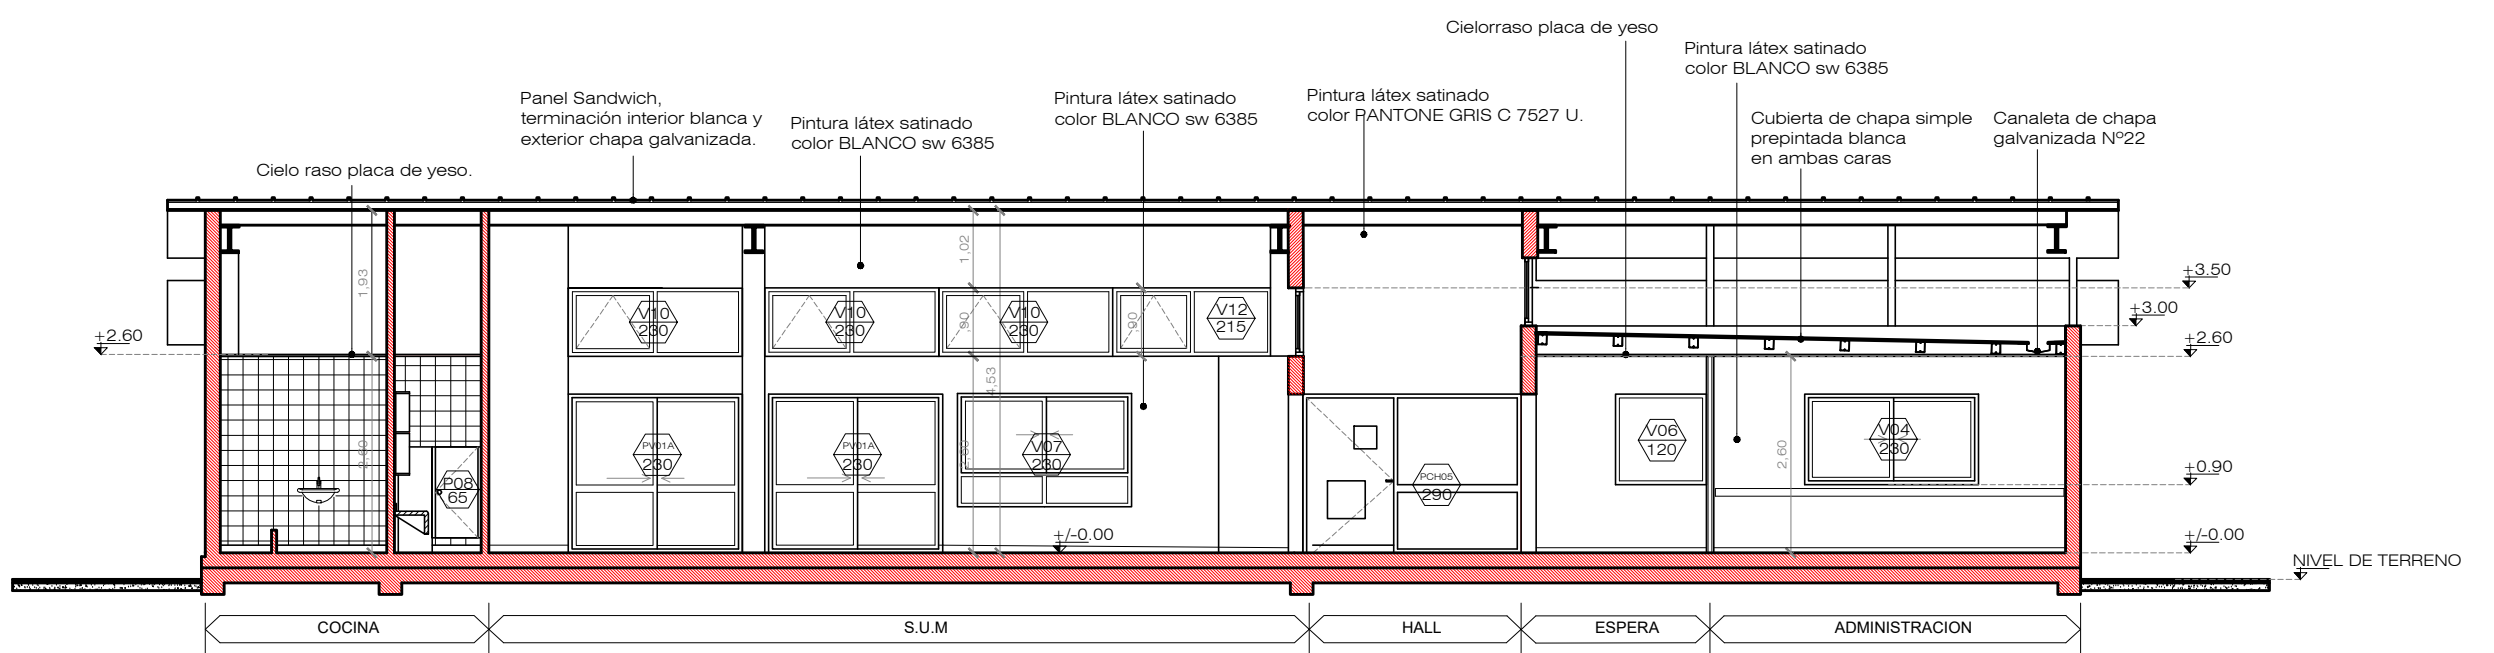 Cielorraso placa de yeso
Pintura látex satinado
color BLANCO sw 6385
Panel Sandwich,
terminación interior blanca y
exterior chapa galvanizada.
Pintura látex satinado
color BLANCO sw 6385
Pintura látex satinado
color BLANCO sw 6385
Pintura látex satinado
color PANTONE GRIS C 7527 U.
Cubierta de chapa simple
prepintada blanca
en ambas caras
Canaleta de chapa
galvanizada Nº22
Cielo raso placa de yeso.
1,93
1,02
+3.50
+3.00
+2.60
V10
230
V10
230
V10
230
,90
,90
V12
215
+2.60
4,53
2,60
2,60
2,60
P08
65
PV01A
230
PV01A
230
V07
230
PCH05
290
V06
120
V04
230
+0.90
+/-0.00
+/-0.00
NIVEL DE TERRENO
COCINA
S.U.M
HALL
ESPERA
ADMINISTRACION